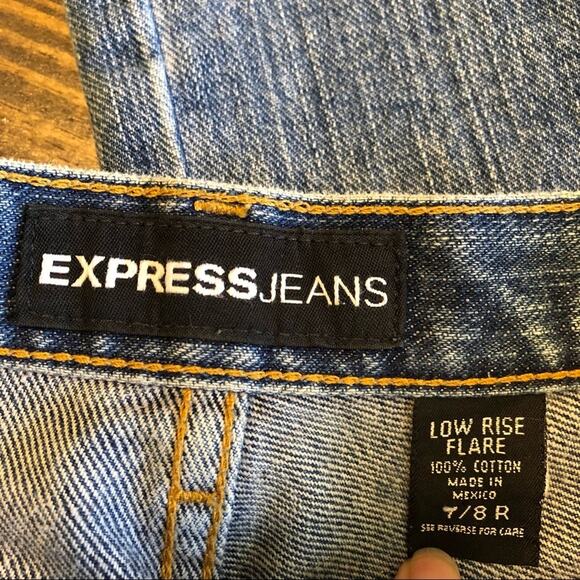 EXPRESSJEANS
LOW RISE
FLARE
100% COTTON
MADE IN
MEXICO
7/8 R
SEE REVERSE FOR CARE